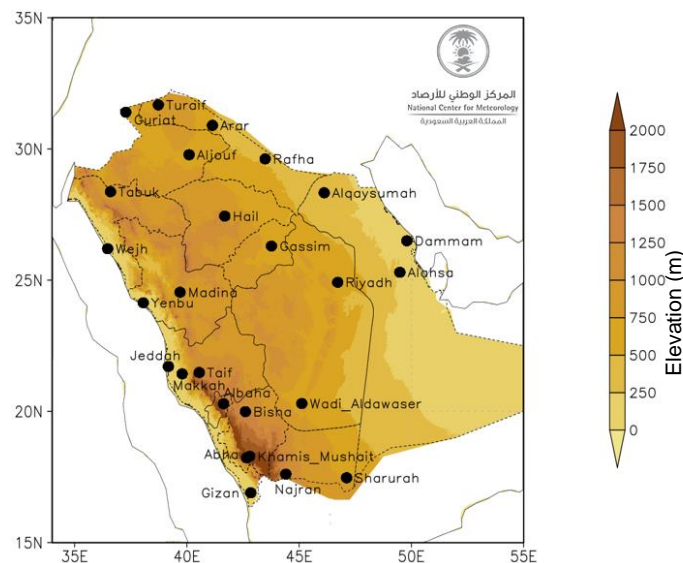 35N
30N
25N
20N
15N
35E
40E
45E
50E
55E
المركز الوطني للأرصاد
National Center for Meteorology
المملكة العربية السعودية
Turaif
Guriat
Arar
Aljouf
Rafha
Tabuk
Alqaysumah
Hail
Wejh
Gassim
Dammam
Alahsa
Riyadh
Madina
Yenbu
Jeddah
Taif
Makkah
Albaha
Bisha
Wadi_Aldawaser
Abha
Khamis_Mushait
Gizan
Najran
Sharurah
2000
1750
1500
1250
1000
750
500
250
0
Elevation (m)